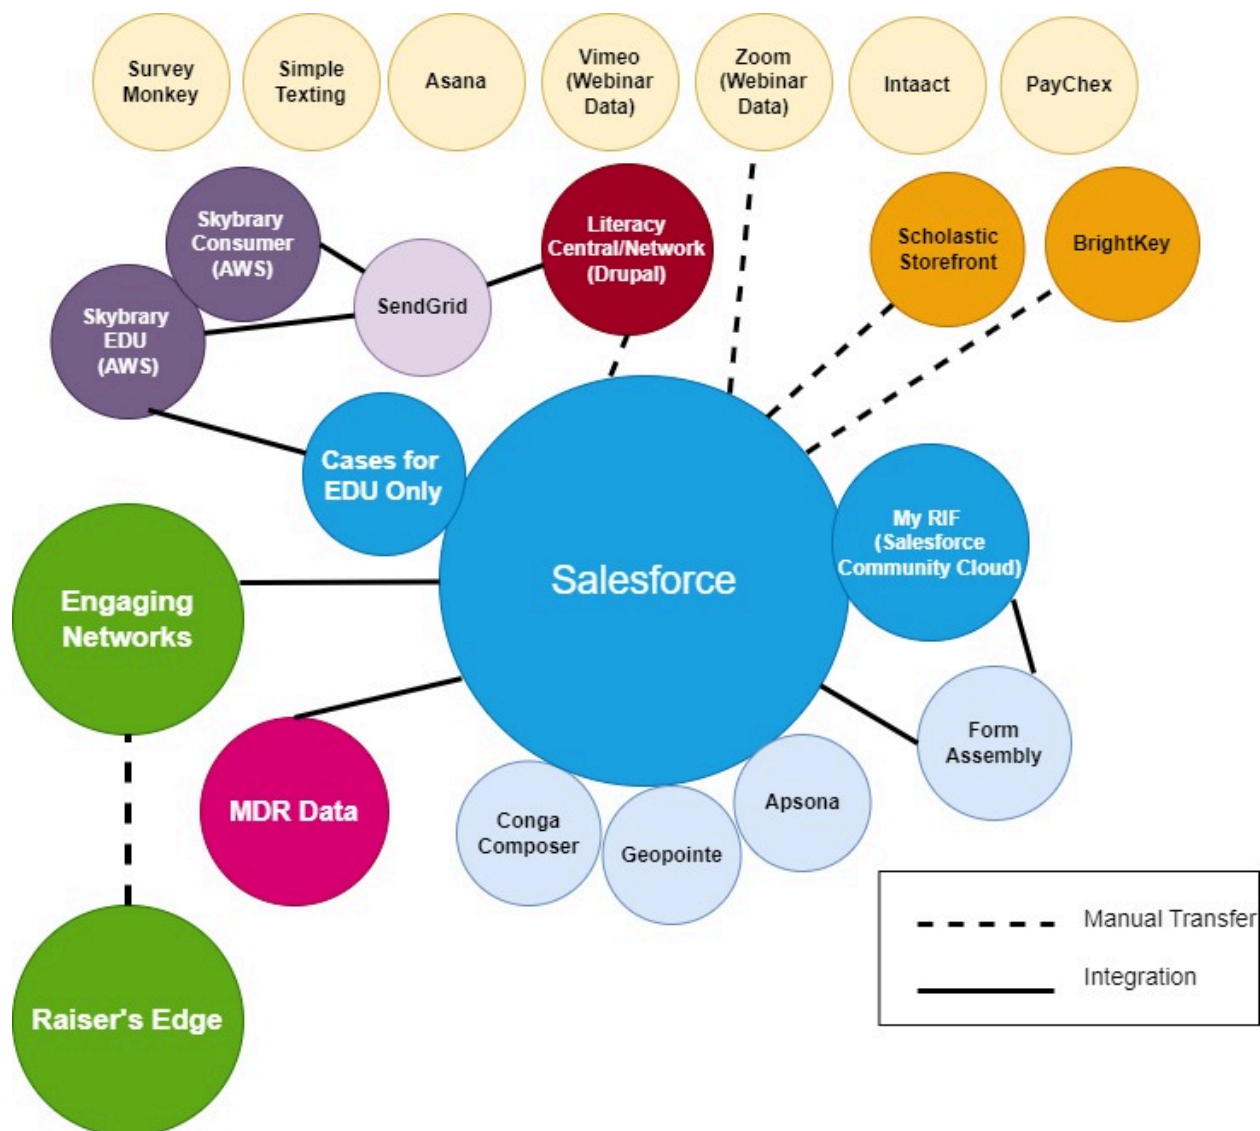 Survey
Monkey
Simple
Texting
Asana
Vimeo
(Webinar
Data)
Zoom
(Webinar
Data)
Intaact
PayChex
Skybrary
Consumer
(AWS)
Literacy
Central/Network
(Drupal)
Scholastic
Storefront
BrightKey
SendGrid
Skybrary
EDU
(AWS)
Cases for
EDU Only
My RIF
(Salesforce
Community Cloud)
Salesforce
Engaging
Networks
Form
Assembly
MDR Data
Conga
Composer
Geopointe
Apsona
Manual Transfer
Integration
Raiser's Edge